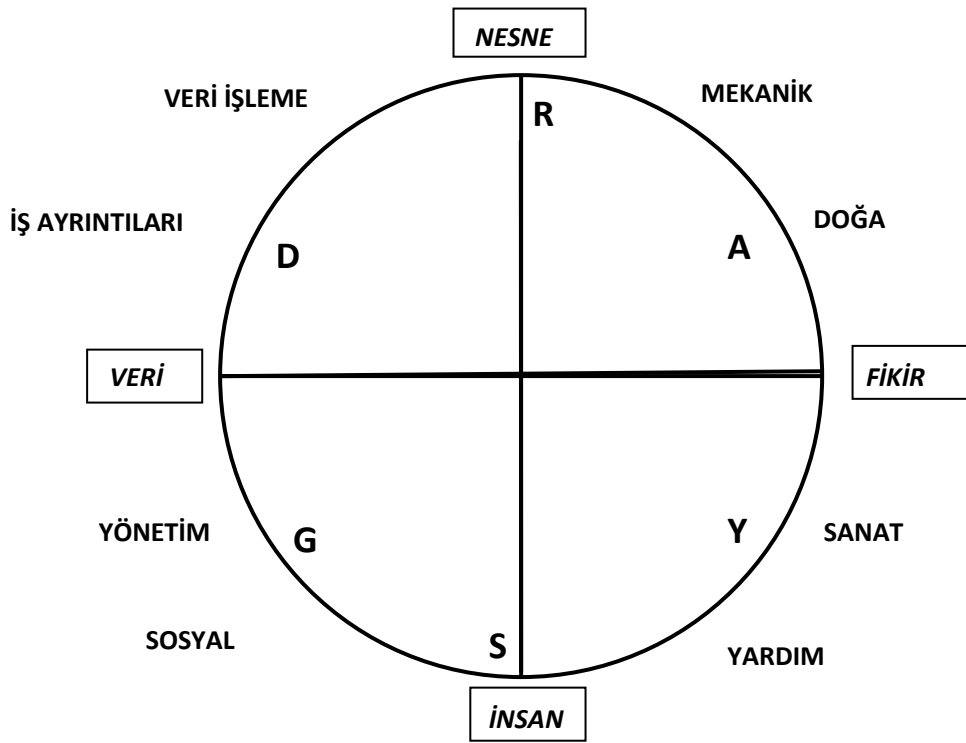 NESNE
VERİ İŞLEME
MEKANİK
R
İŞ AYRINTILARI
DOĞA
D
A
VERİ
FİKİR
YÖNETİM
G
Y
SANAT
SOSYAL
S
YARDIM
İNSAN